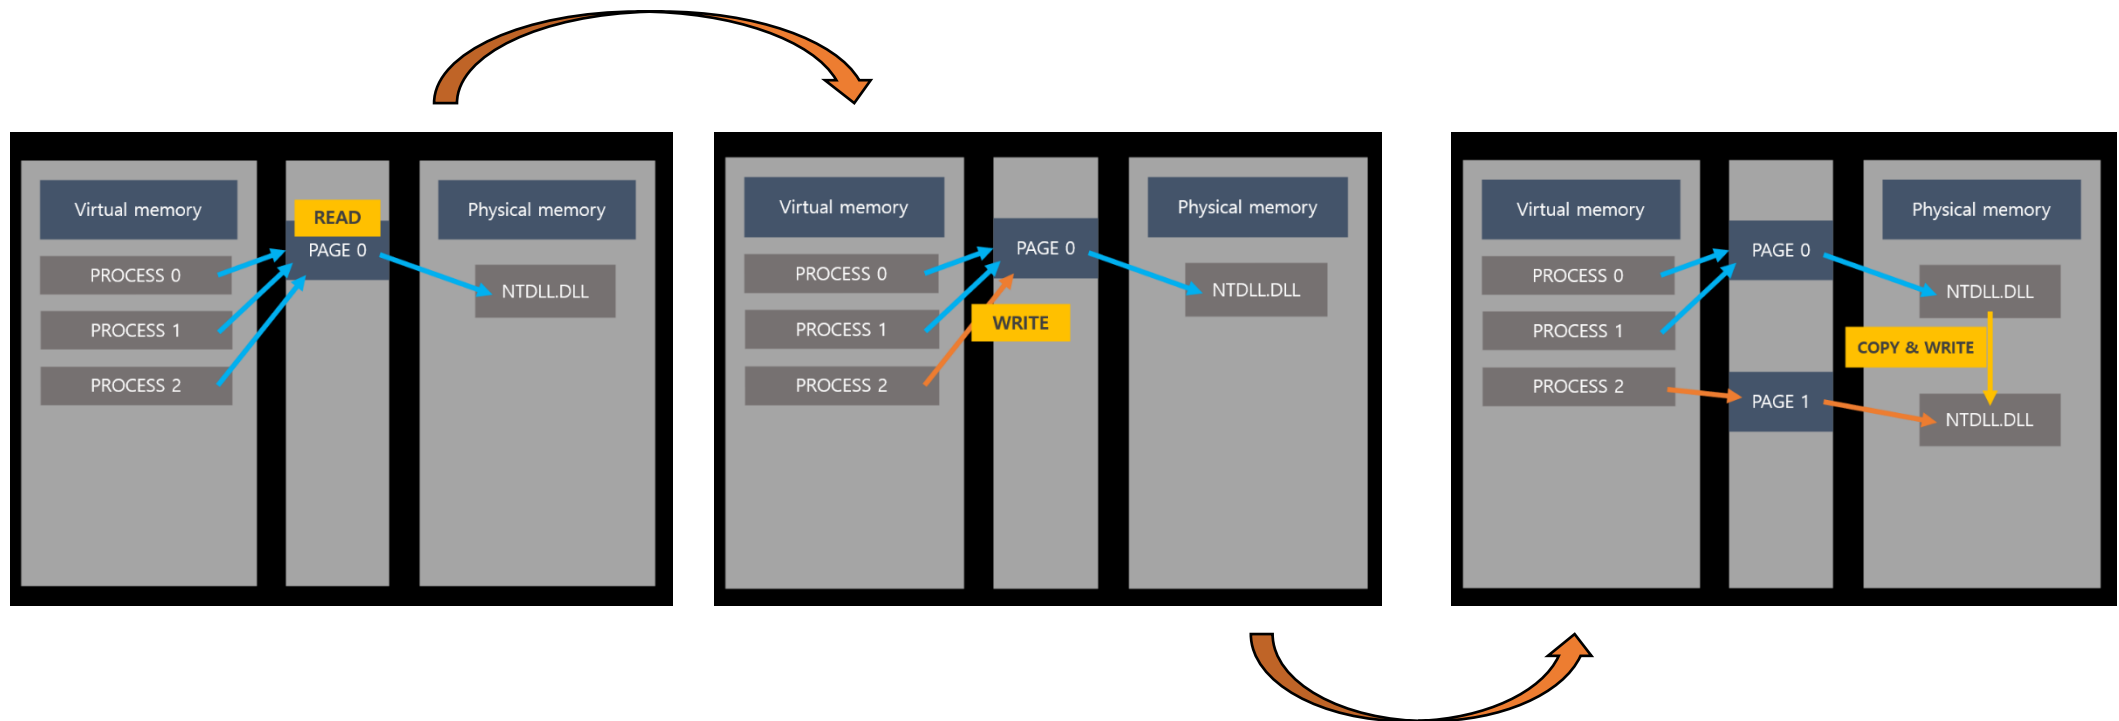 Virtual memory
READ
PAGE 0
Physical memory
PROCESS 0
PROCESS 1
PROCESS 2
NTDLL.DLL
Virtual memory
PAGE 0
WRITE
Physical memory
PROCESS 0
PROCESS 1
PROCESS 2
NTDLL.DLL
Virtual memory
PAGE 0
Physical memory
PROCESS 0
PROCESS 1
PROCESS 2
PAGE 1
NTDLL.DLL
COPY & WRITE
NTDLL.DLL